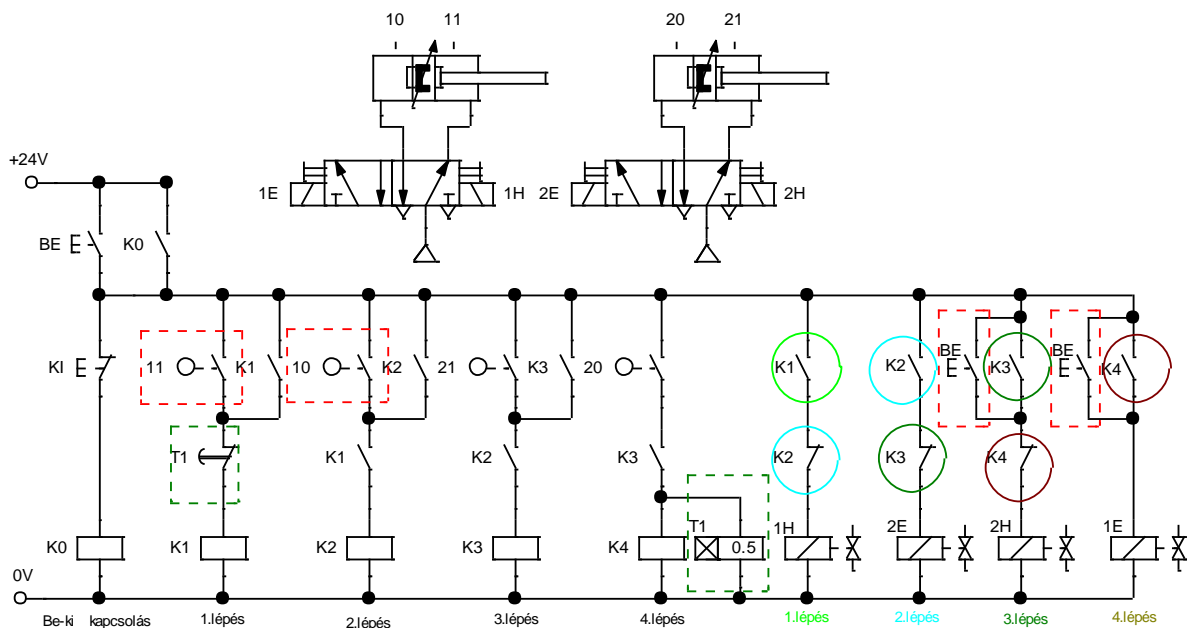 10 11 20 21
+24V
1E 1H 2E 2H
BE K0
KI 11 K1 10 K2 21 K3 20 K1 K2 BE K3 BE K4
T1 K1 K2 K3 K2 K3 K4
T1 1H 2E 2H 1E
K0 K1 K2 K3 K4 0.5
0V
Be-ki kapcsolás 1.lépés 2.lépés 3.lépés 4.lépés 1.lépés 2.lépés 3.lépés 4.lépés